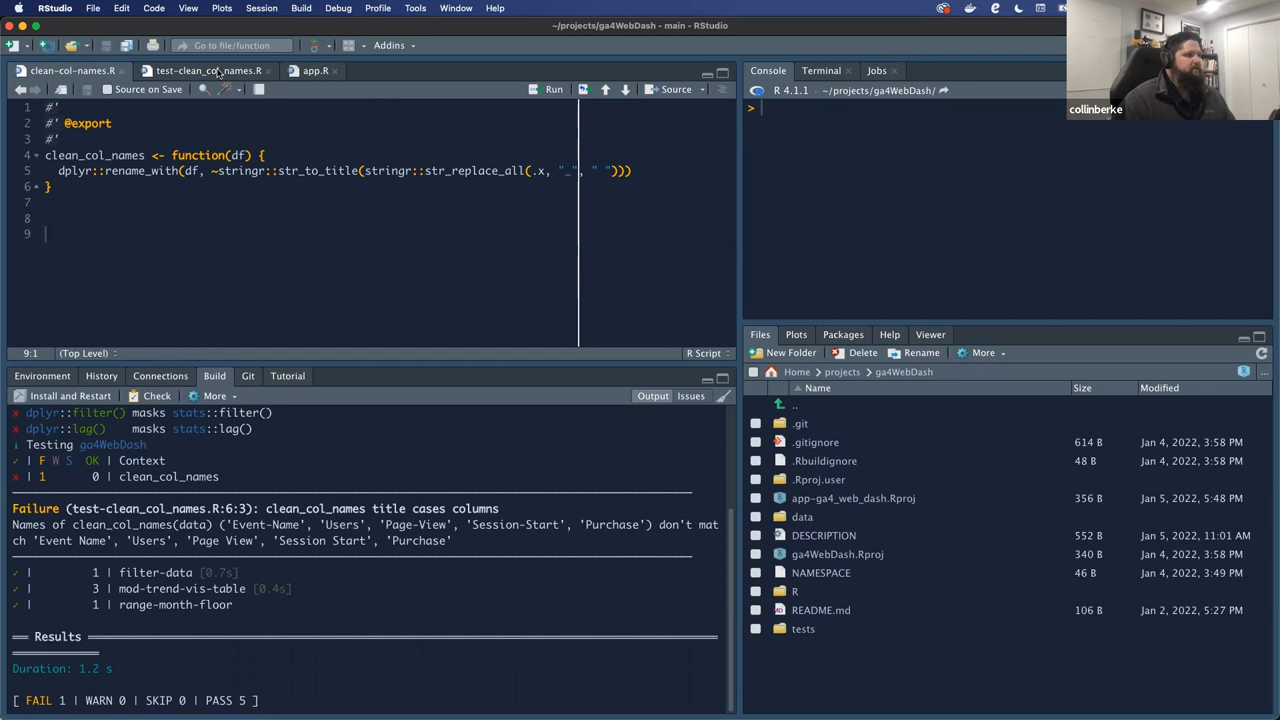 RStudio File Edit Code View Plots Session Build Debug Profile Tools Window Help
~/projects/ga4WebDash - main - RStudio
Go to file/function Addins
clean-col-names.R test-clean_col_names.R app.R
Source on Save Run Source
1 #'
2 #' @export
3 #'
4 clean_col_names <- function(df) {
5 dplyr::rename_with(df, ~stringr::str_to_title(stringr::str_replace_all(.x, "_", " ")))
6 }
7
8
9
9:1 (Top Level) R Script
Environment History Connections Build Git Tutorial
Install and Restart Check More Output Issues
x dplyr::filter() masks stats::filter()
x dplyr::lag() masks stats::lag()
i Testing ga4WebDash
✓ | F W S OK | Context
x | 1 0 | clean_col_names
Failure (test-clean_col_names.R:6:3): clean_col_names title cases columns
Names of clean_col_names(data) ('Event-Name', 'Users', 'Page-View', 'Session-Start', 'Purchase') don't mat
ch 'Event Name', 'Users', 'Page View', 'Session Start', 'Purchase'
✓ | 1 | filter-data [0.7s]
✓ | 3 | mod-trend-vis-table [0.4s]
✓ | 1 | range-month-floor
══ Results ══
Duration: 1.2 s
[ FAIL 1 | WARN 0 | SKIP 0 | PASS 5 ]
Console Terminal Jobs
R 4.1.1 · ~/projects/ga4WebDash/
>
collinberke
Files Plots Packages Help Viewer
New Folder Delete Rename More
Home projects ga4WebDash
Name Size Modified
..
.git
.gitignore 614 B Jan 4, 2022, 3:58 PM
.Rbuildignore 48 B Jan 4, 2022, 3:58 PM
.Rproj.user
app-ga4_web_dash.Rproj 356 B Jan 5, 2022, 5:48 PM
data
DESCRIPTION 552 B Jan 5, 2022, 11:01 AM
ga4WebDash.Rproj 340 B Jan 4, 2022, 3:58 PM
NAMESPACE 46 B Jan 2, 2022, 3:49 PM
R
README.md 106 B Jan 2, 2022, 5:27 PM
tests